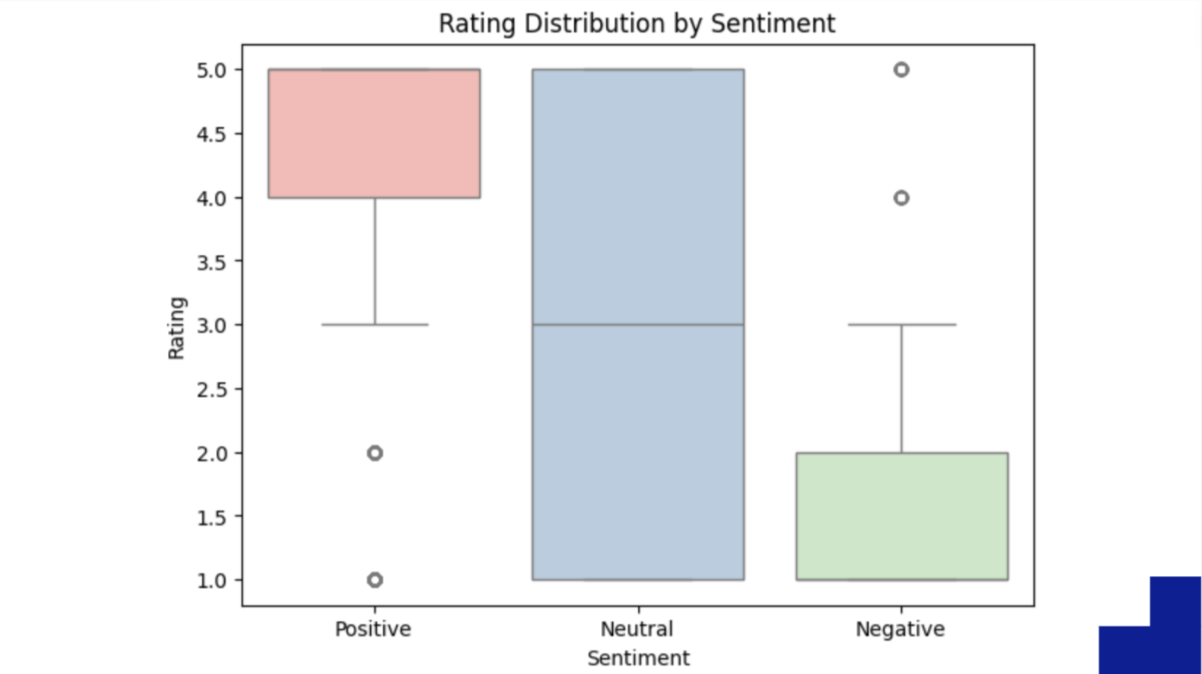 Rating Distribution by Sentiment
5.0
4.5
4.0
3.5
3.0
2.5
2.0
1.5
1.0
Rating
Positive Neutral Negative
Sentiment